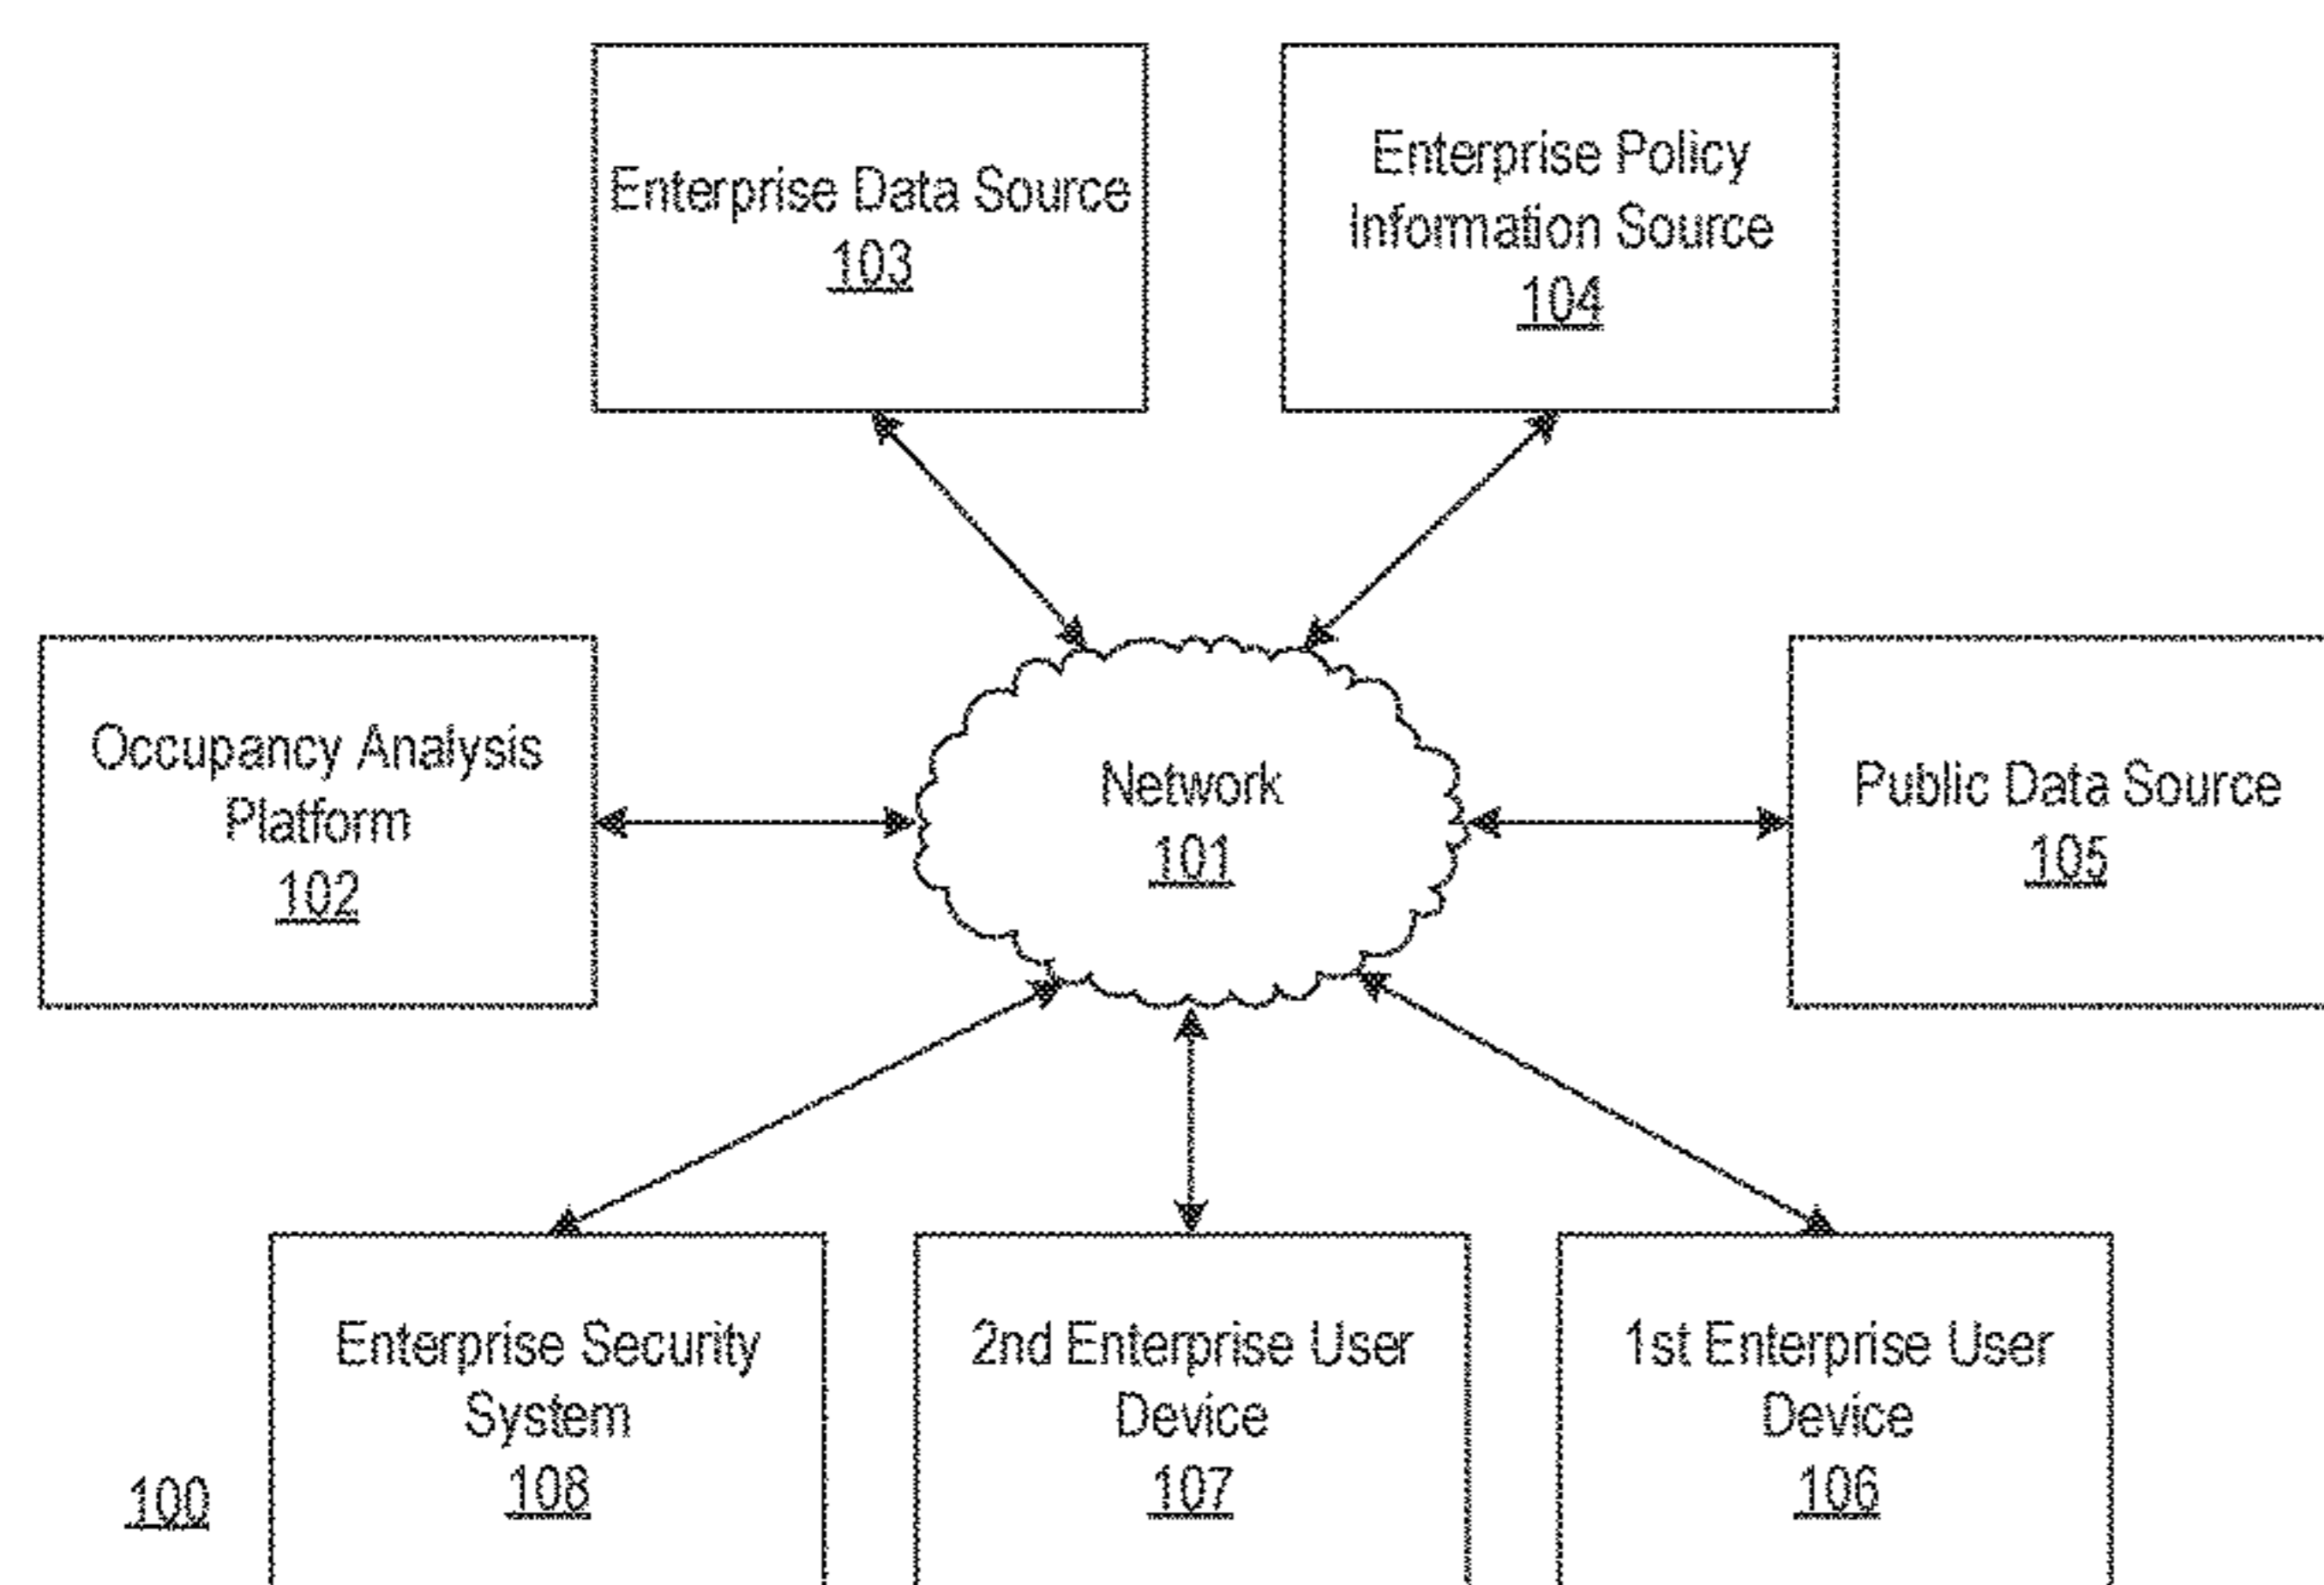 Enterprise Data Source
103
Enterprise Policy
Information Source
104
Occupancy Analysis
Platform
102
Network
101
Public Data Source
105
Enterprise Security
System
108
2nd Enterprise User
Device
107
1st Enterprise User
Device
106
100